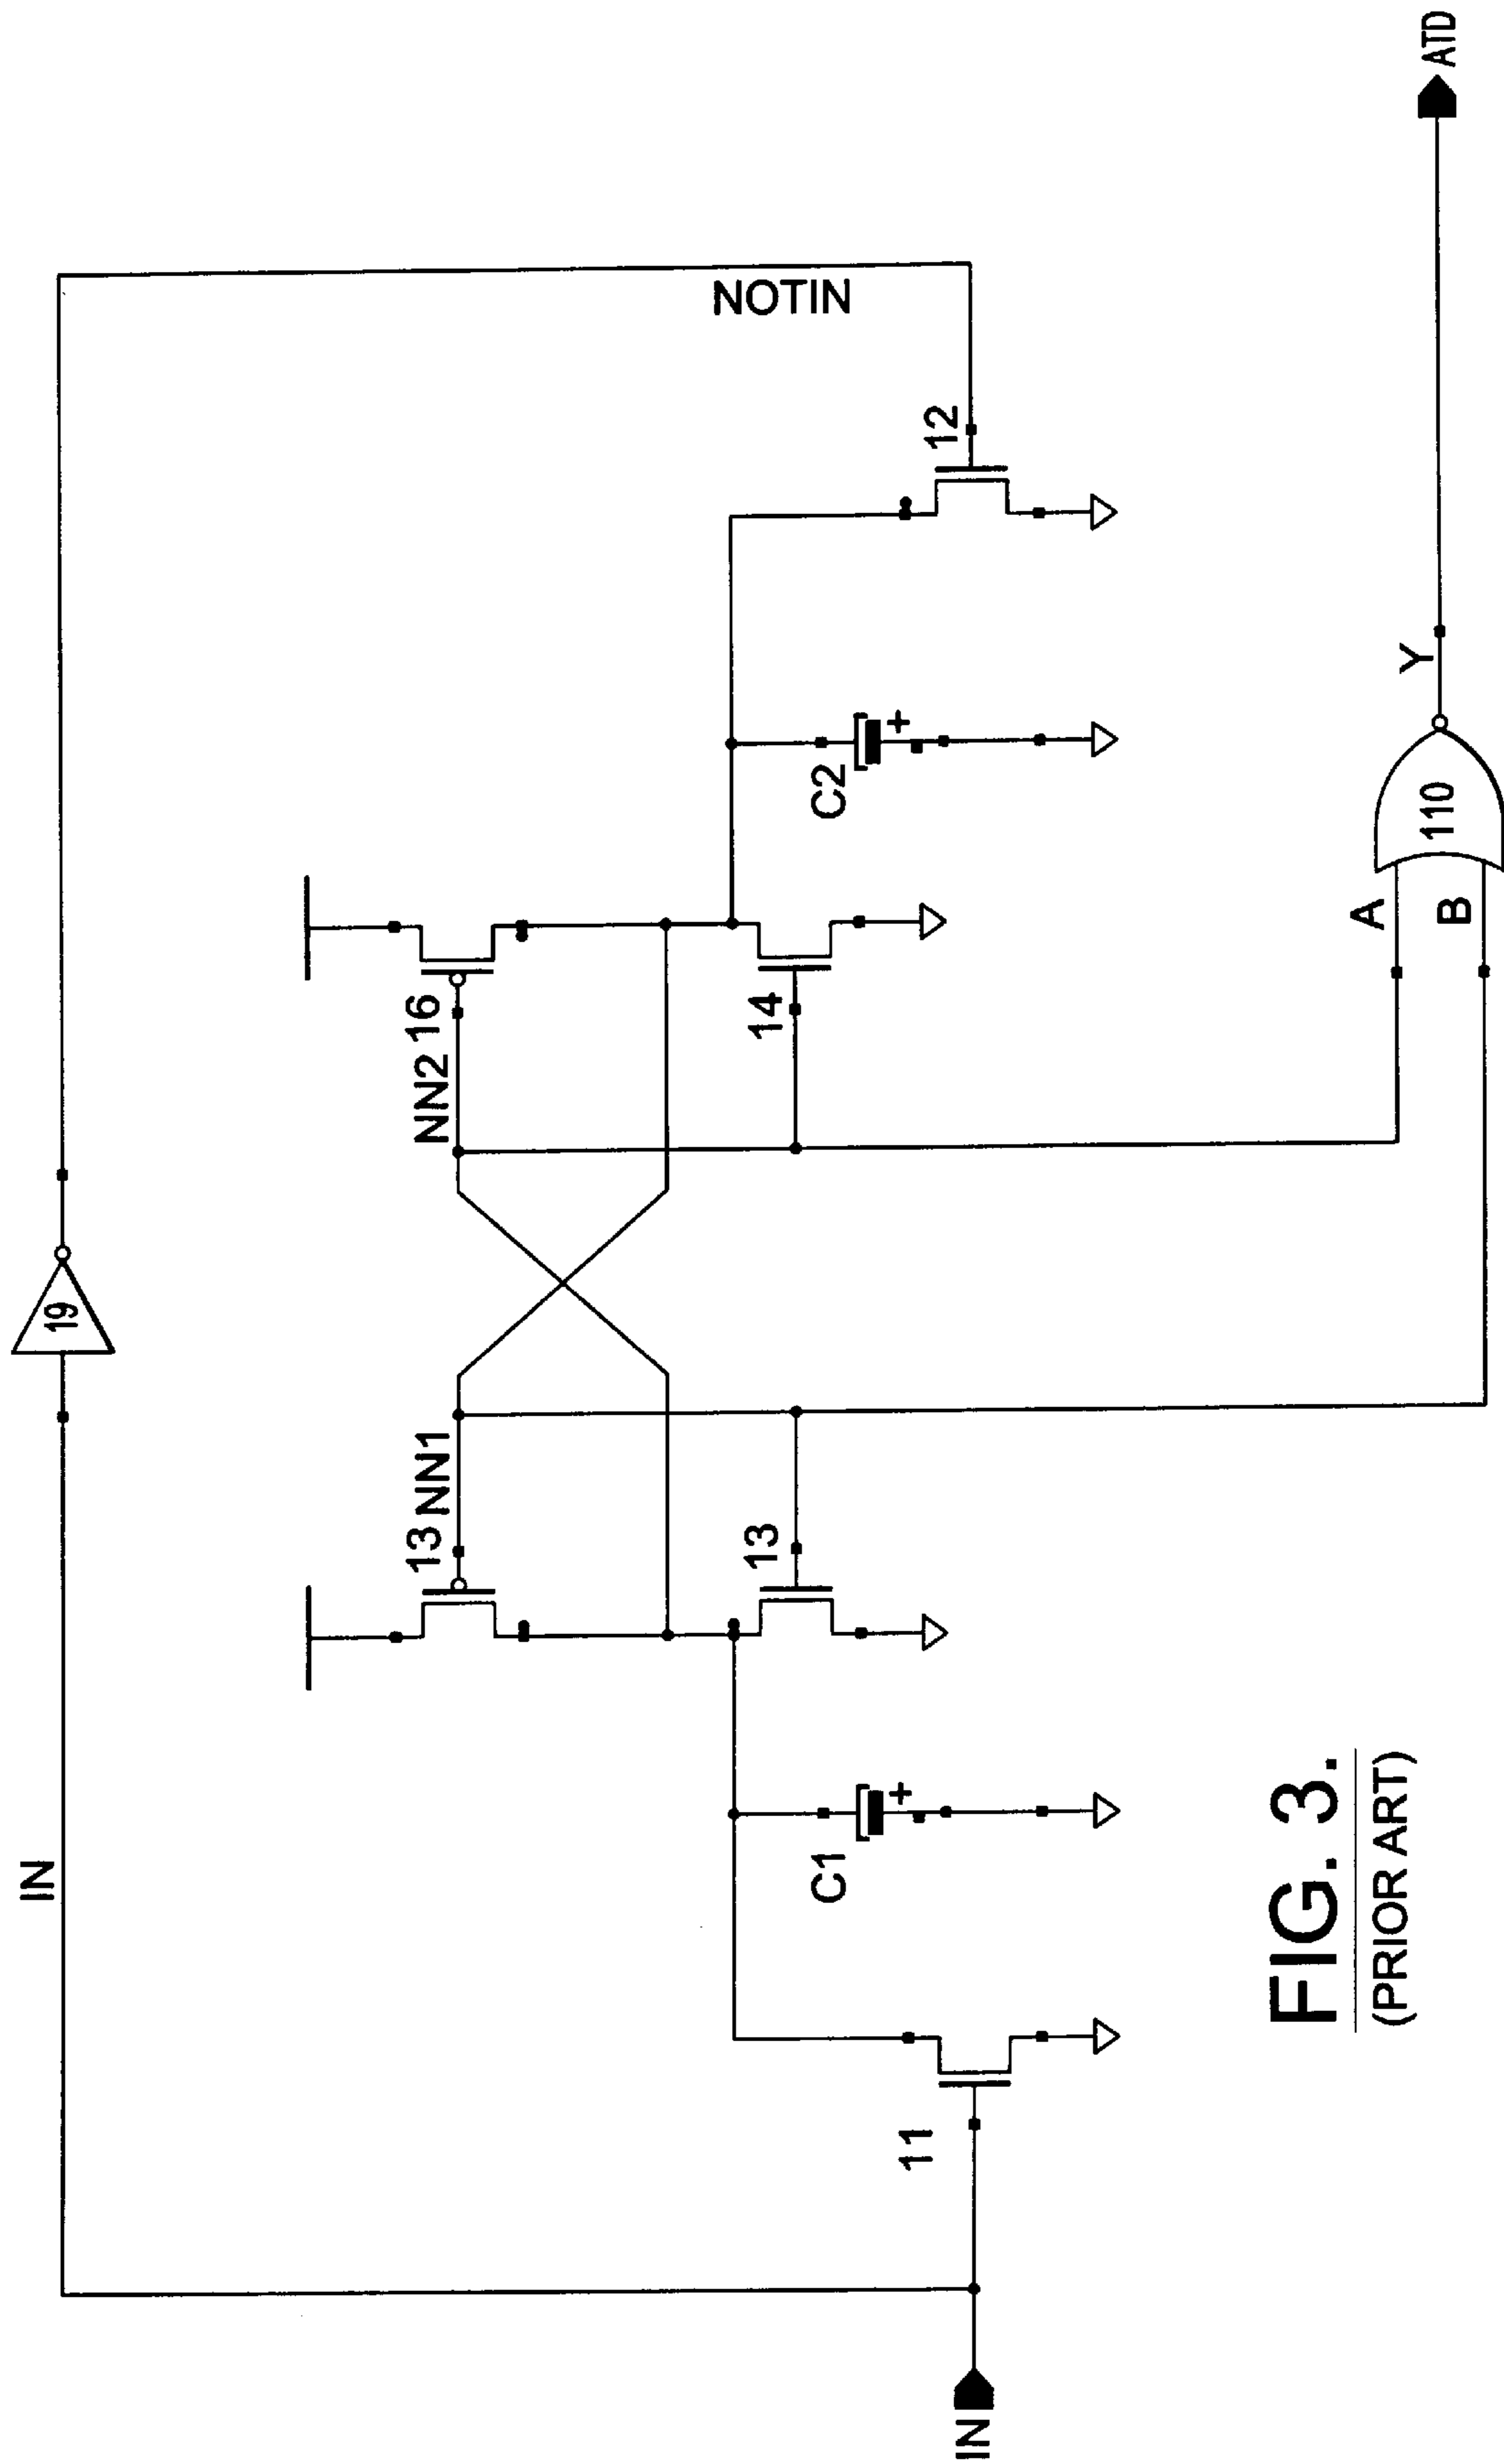 IN
19
NOTIN
13 NN1
NN2 16
13
14
12
C1
C2
11
IN
A
B
110
Y
ATD
FIG. 3.
(PRIOR ART)
+
+